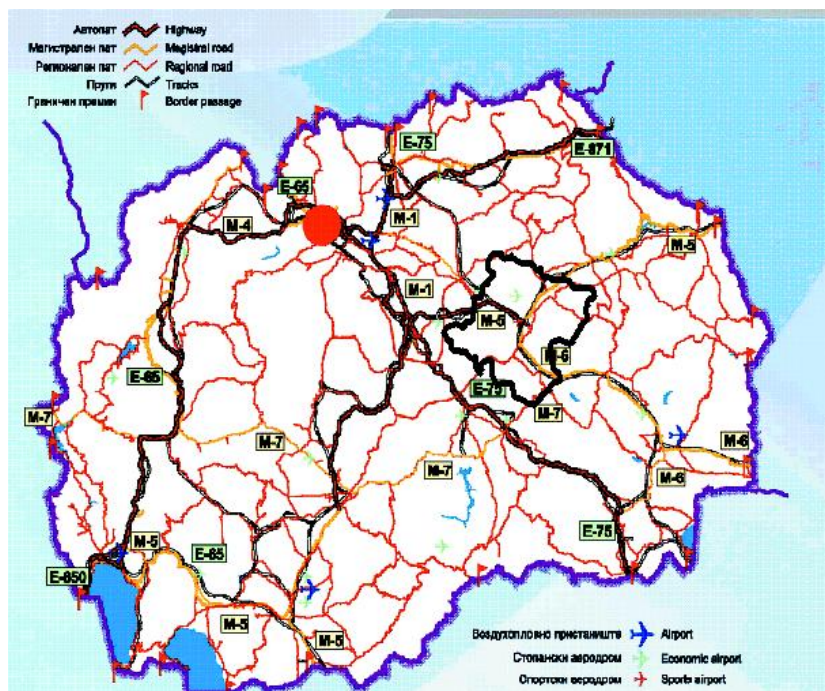 Автопат Highway
Магистрален пат Magistral road
Регионален пат Regional road
Пруги Tracks
Граничен премин Border passage
E-75
E-871
E-65
M-4
M-1
M-5
M-1
M-5
M-6
E-65
E-75
M-7
M-7
M-7
M-7
M-6
M-6
E-75
M-5
E-65
E-850
M-5
M-5
Воздухопловно пристаниште Airport
Стопански аеродром Economic airport
Спортски аеродром Sports airport